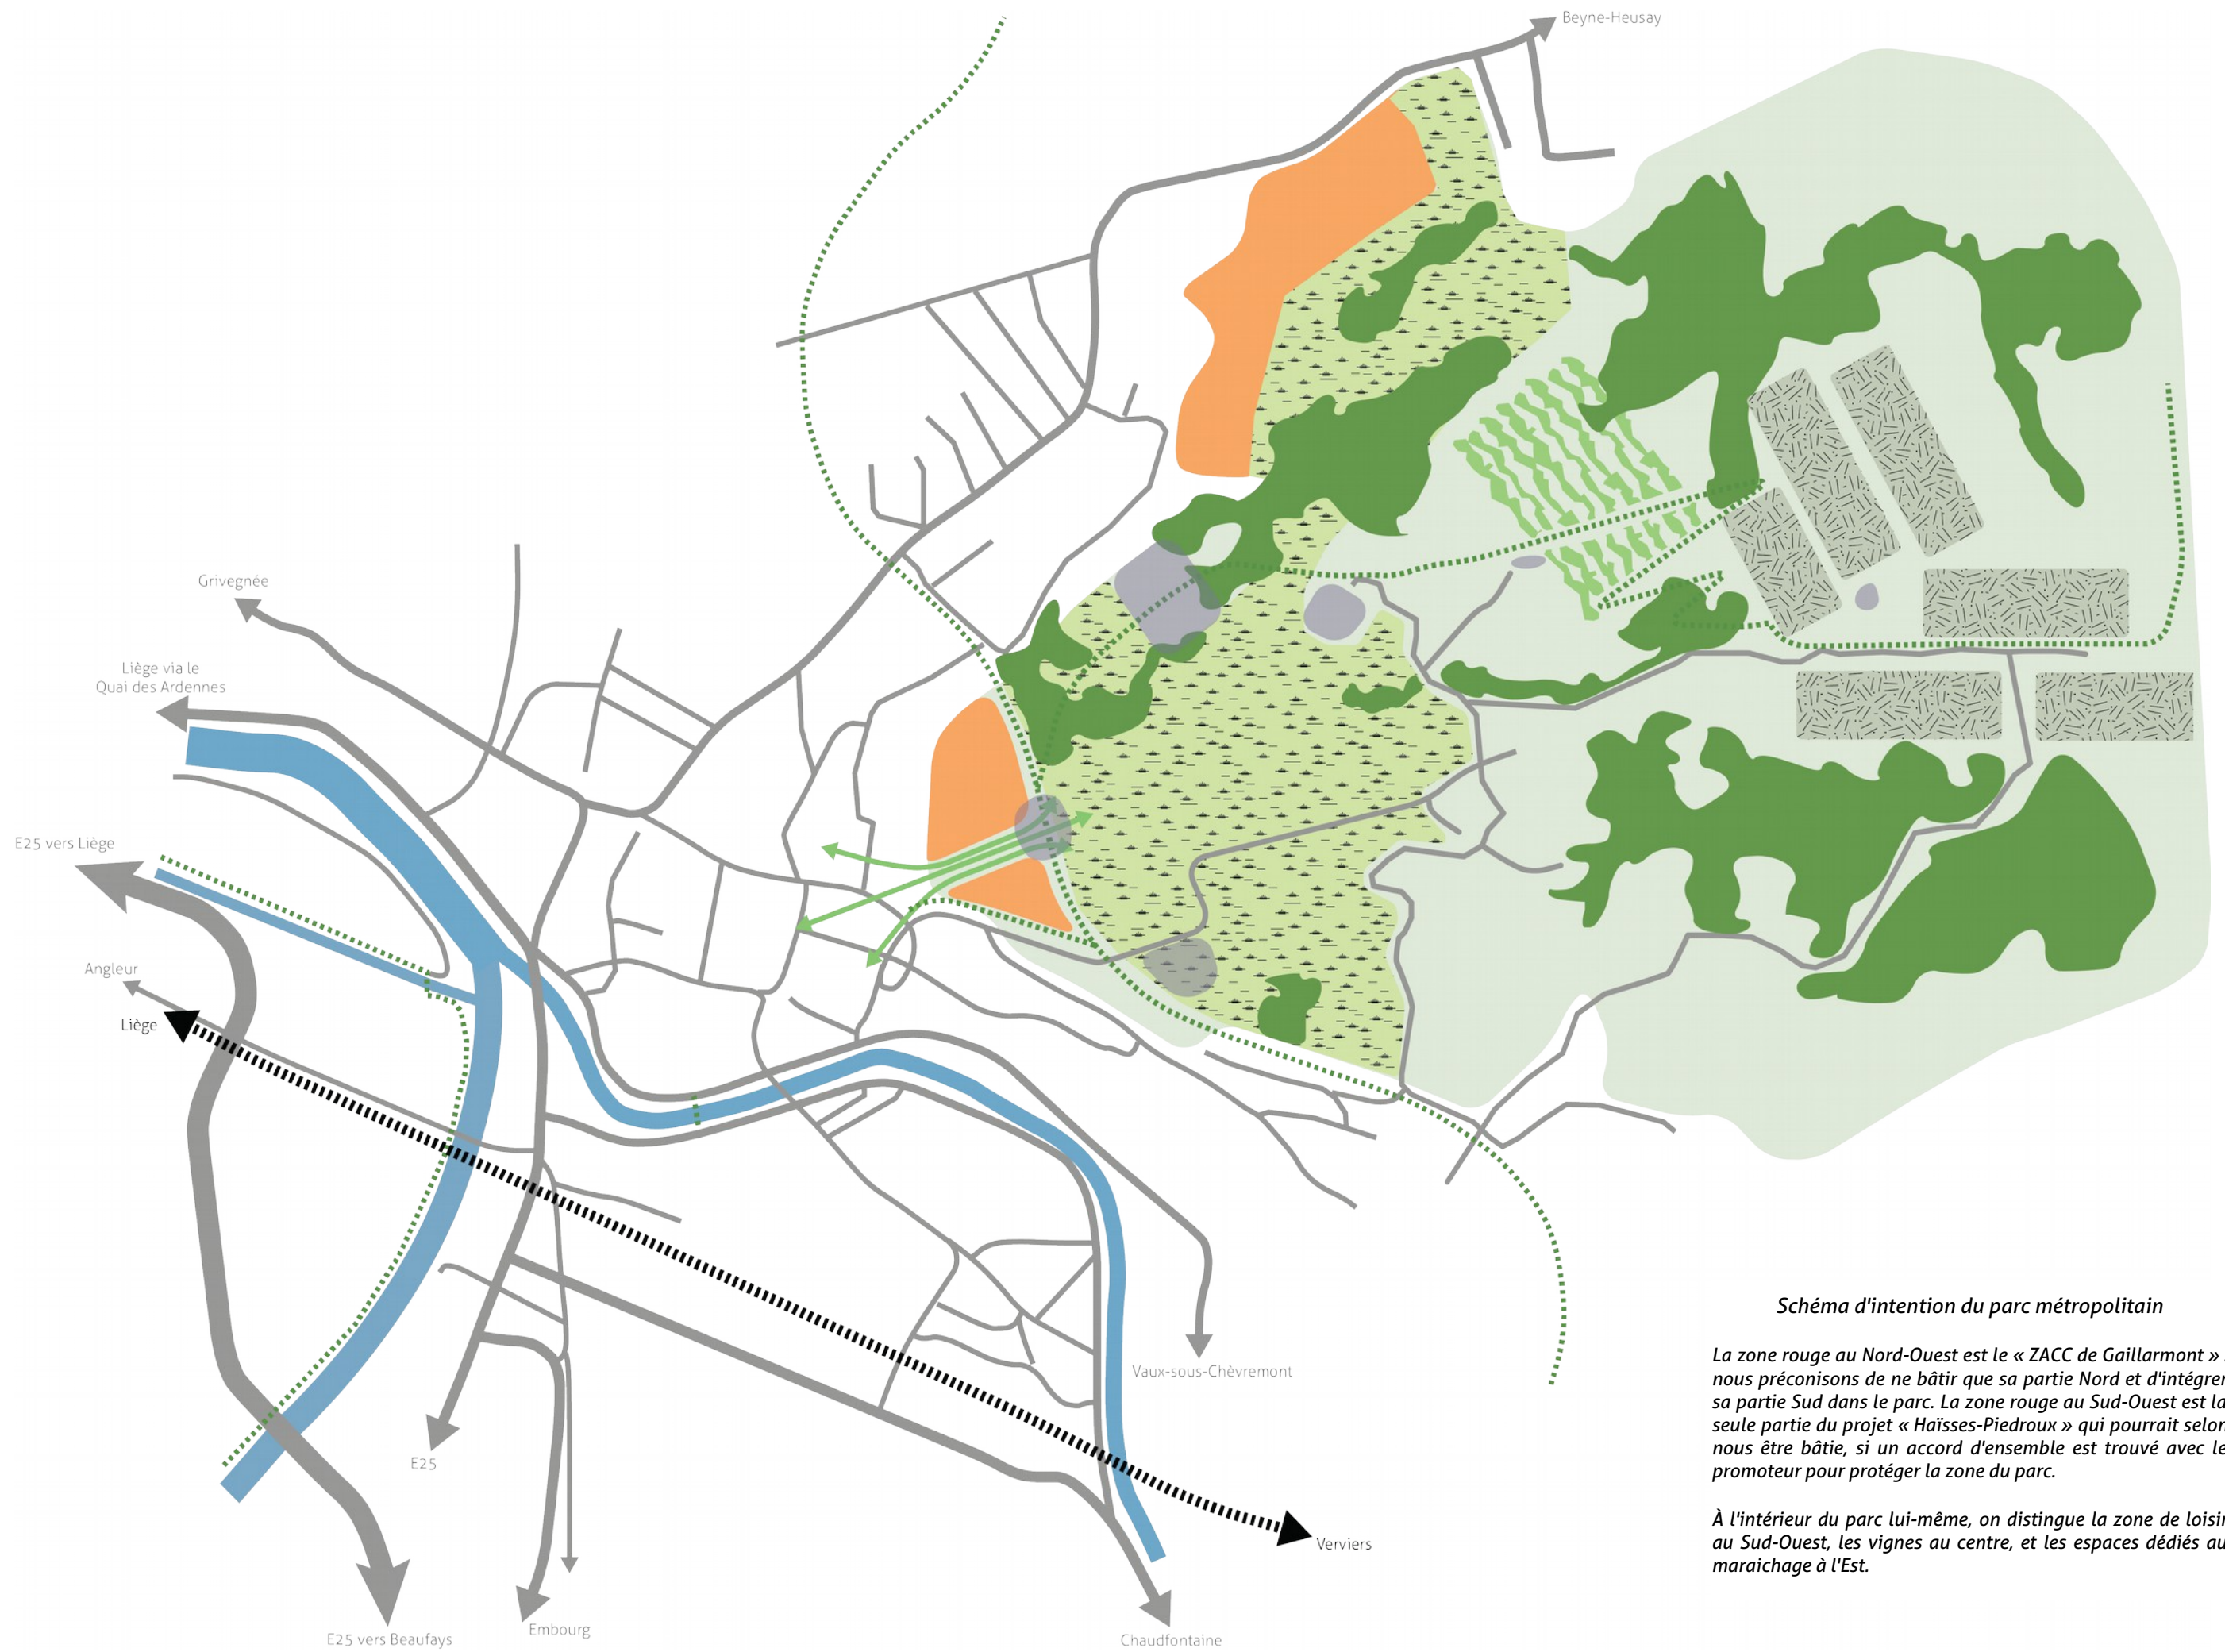 Beyne-Heusay
Grivegnée
Liège via le
Quai des Ardennes
E25 vers Liège
Angleur
Liège
Vaux-sous-Chèvremont
E25
Verviers
Embourg
E25 vers Beaufays
Chaudfontaine
Schéma d'intention du parc métropolitain
La zone rouge au Nord-Ouest est le « ZACC de Gaillarmont » :
nous préconisons de ne bâtir que sa partie Nord et d'intégrer
sa partie Sud dans le parc. La zone rouge au Sud-Ouest est la
seule partie du projet « Haïsses-Piedroux » qui pourrait selon
nous être bâtie, si un accord d'ensemble est trouvé avec le
promoteur pour protéger la zone du parc.
À l'intérieur du parc lui-même, on distingue la zone de loisir
au Sud-Ouest, les vignes au centre, et les espaces dédiés au
maraichage à l'Est.